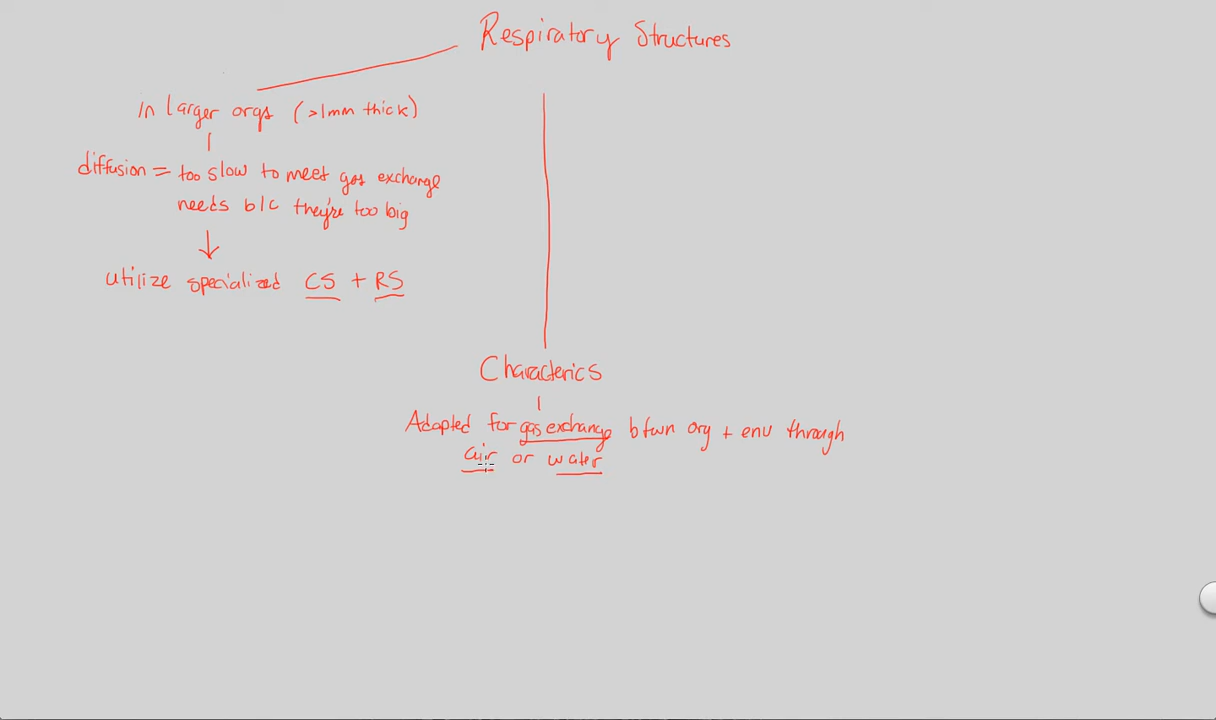 Respiratory Structures
in larger orgs (>1mm thick)
diffusion = too slow to meet gas exchange
needs b/c they're too big
utilize specialized CS + RS
Characterics
Adapted for gas exchange btwn org + env through
air or water